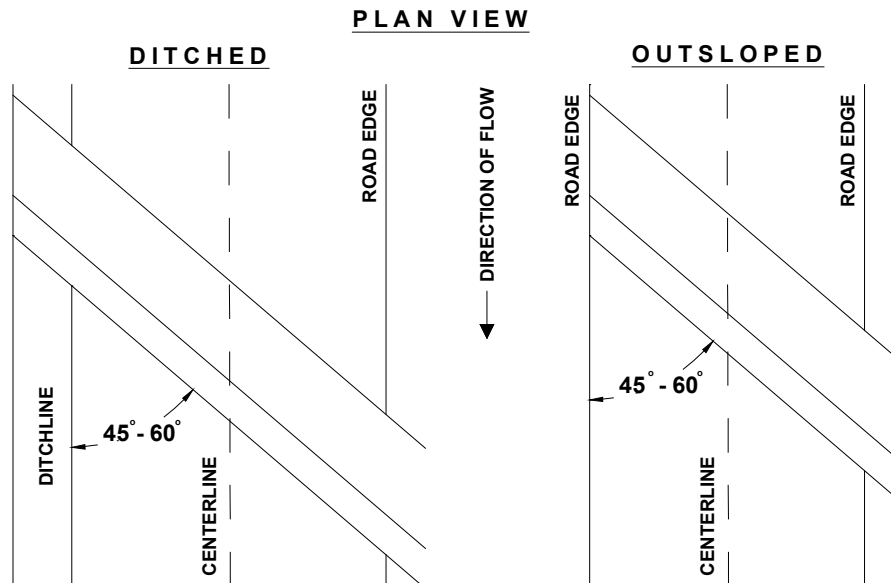 PLAN VIEW
DITCHED
OUTSLOPED
ROAD EDGE
DIRECTION OF FLOW
ROAD EDGE
ROAD EDGE
45° - 60°
DITCHLINE
CENTERLINE
45° - 60°
CENTERLINE